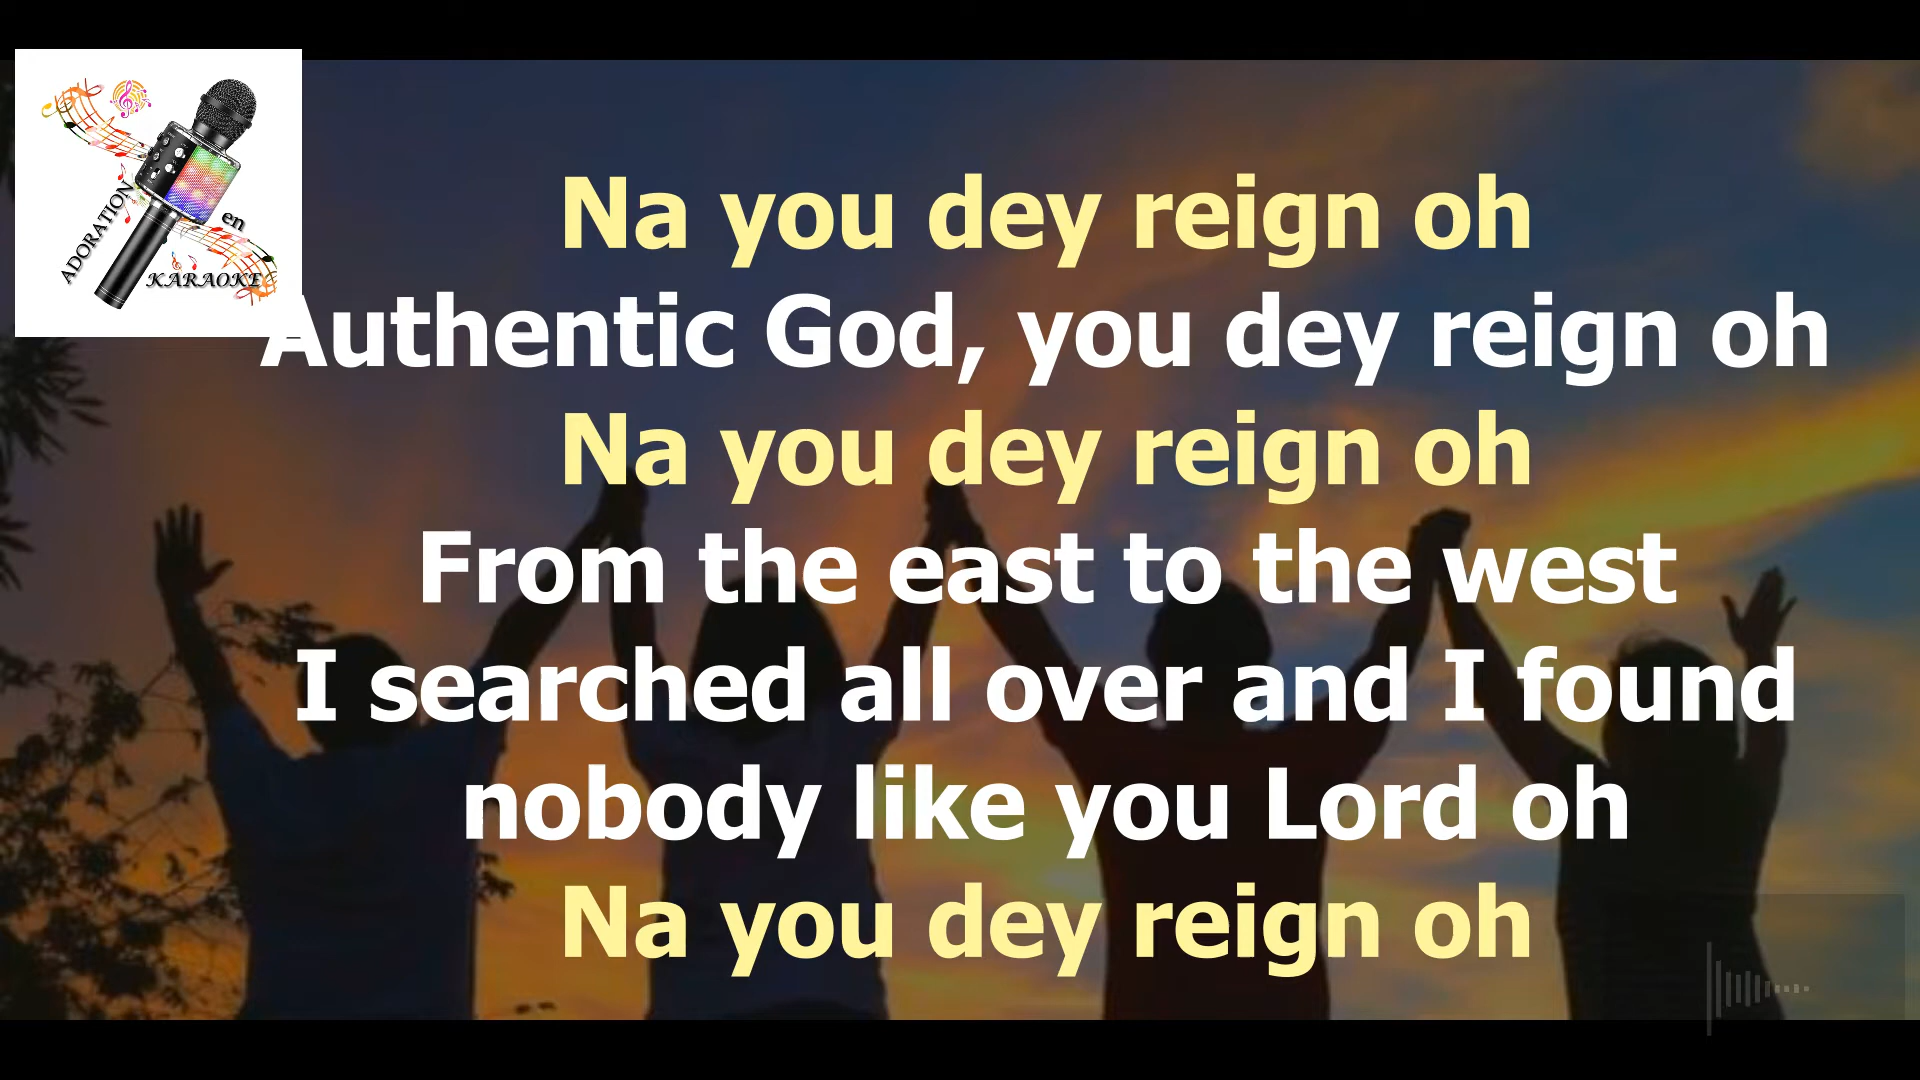 ADORATION
en
KARAOKE
Na you dey reign oh
Authentic God, you dey reign oh
Na you dey reign oh
From the east to the west
I searched all over and I found
nobody like you Lord oh
Na you dey reign oh